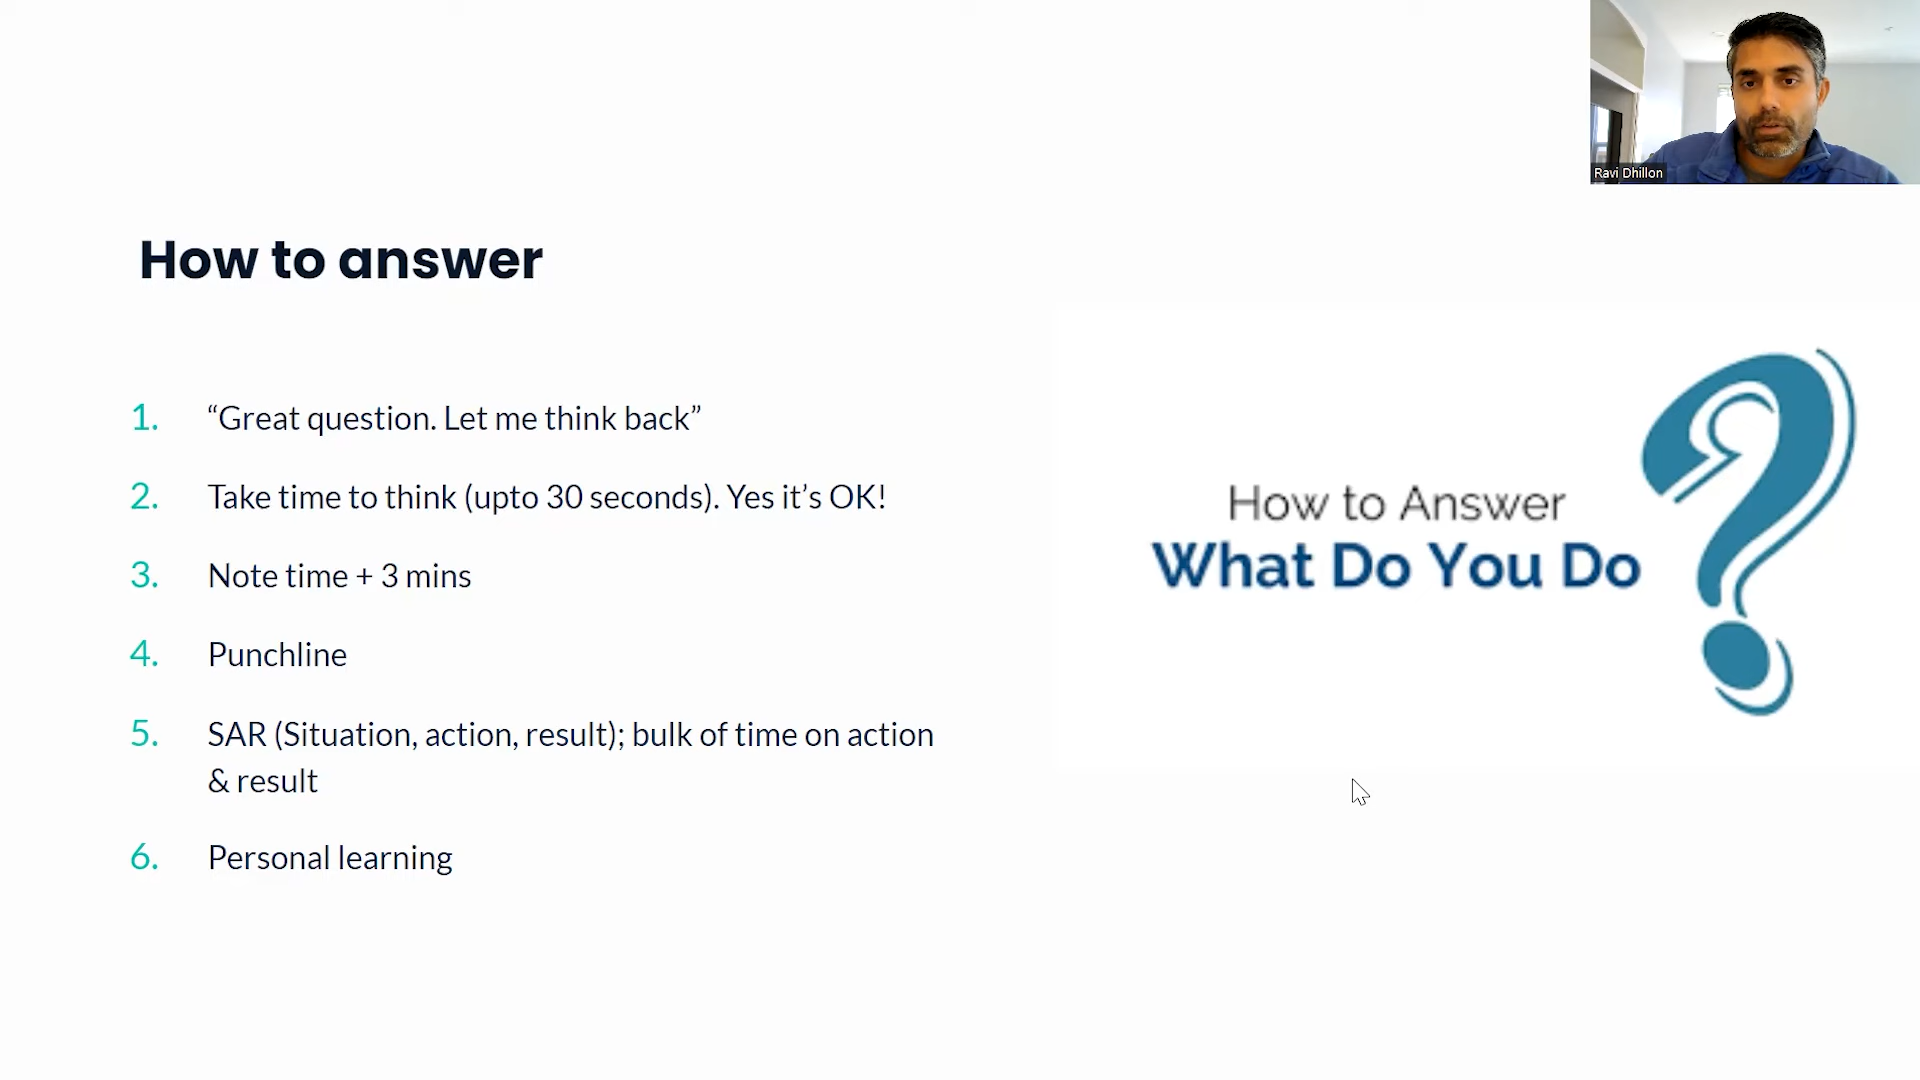 Ravi Dhillon
How to answer
1. “Great question. Let me think back”
2. Take time to think (upto 30 seconds). Yes it’s OK!
3. Note time + 3 mins
4. Punchline
5. SAR (Situation, action, result); bulk of time on action
& result
6. Personal learning
How to Answer
What Do You Do
?